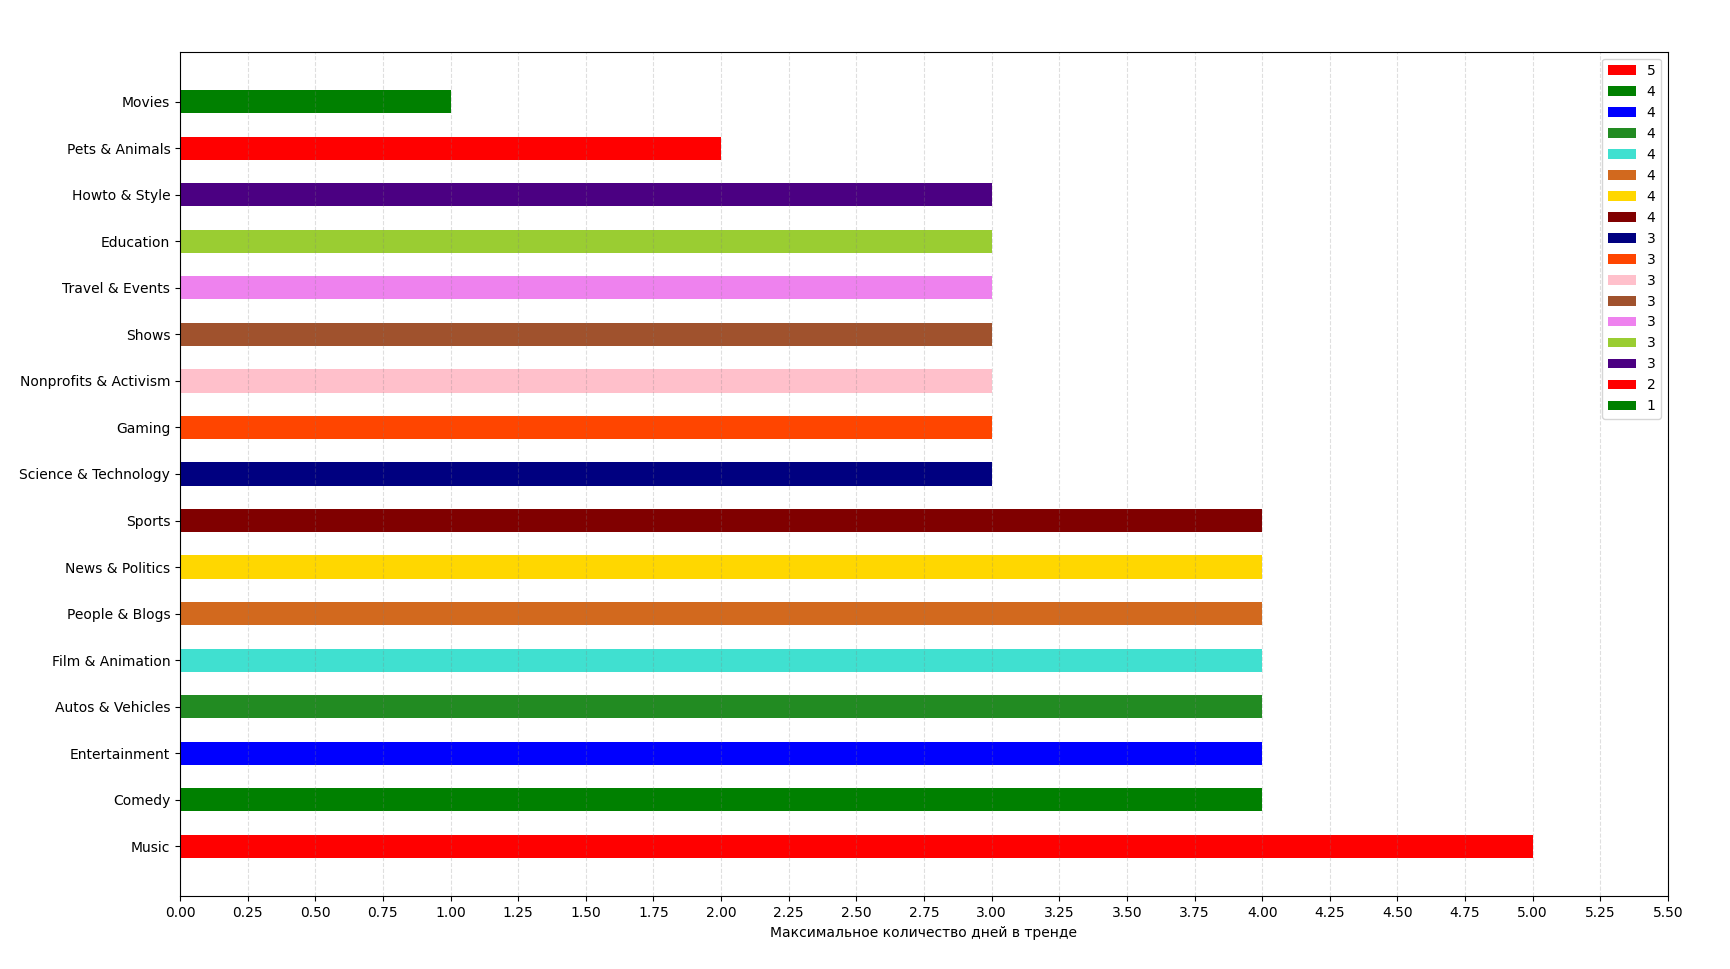 Movies
Pets & Animals
Howto & Style
Education
Travel & Events
Shows
Nonprofits & Activism
Gaming
Science & Technology
Sports
News & Politics
People & Blogs
Film & Animation
Autos & Vehicles
Entertainment
Comedy
Music
5
4
4
4
4
4
4
4
3
3
3
3
3
3
3
2
1
0.00 0.25 0.50 0.75 1.00 1.25 1.50 1.75 2.00 2.25 2.50 2.75 3.00 3.25 3.50 3.75 4.00 4.25 4.50 4.75 5.00 5.25 5.50
Максимальное количество дней в тренде